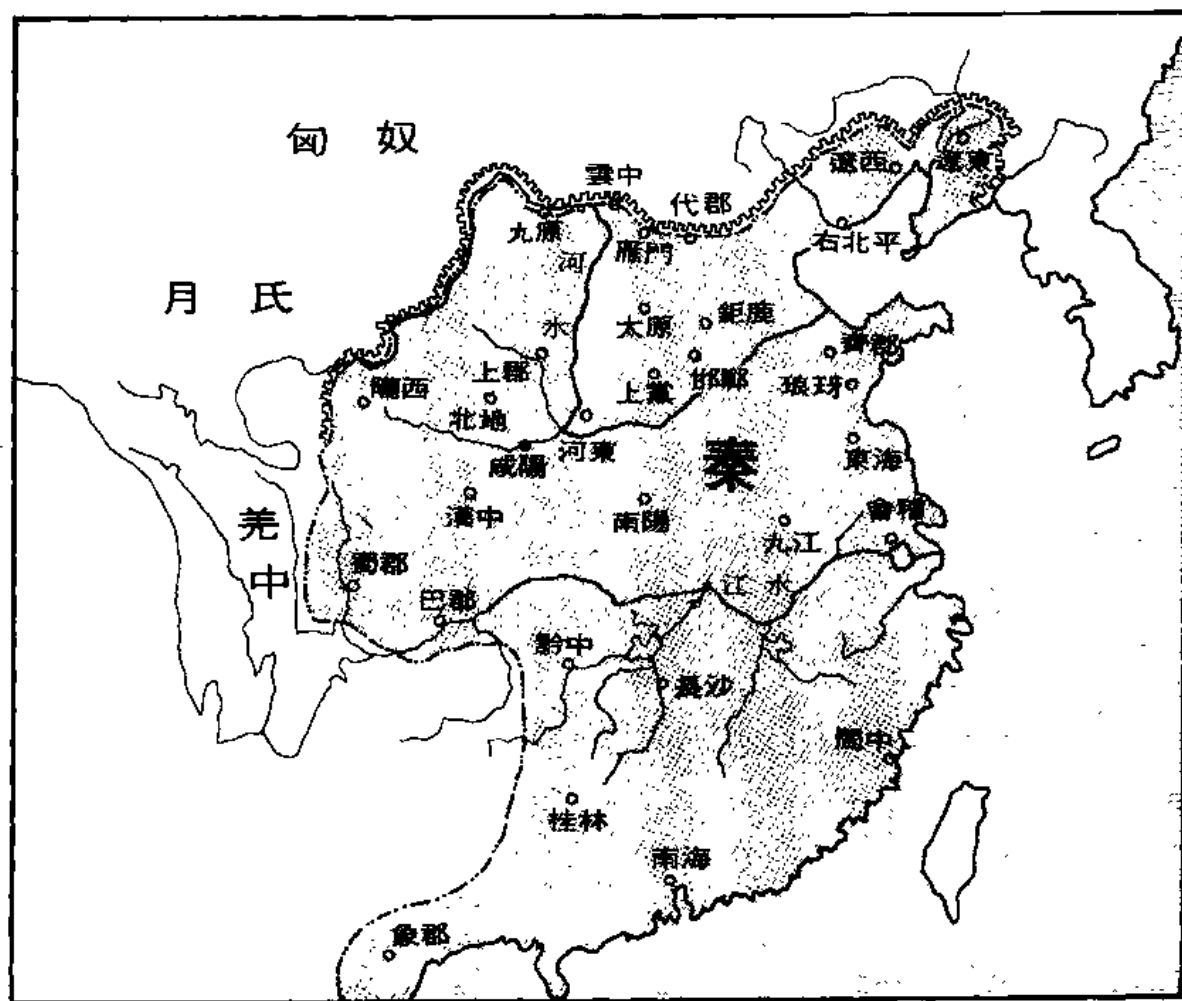 匈奴
雲中
遼西
遼東
代郡
九原
雁門
右北平
河水
月氏
太原
鉅鹿
齊郡
隴西
上郡
上黨
邯鄲
琅玡
北地
咸陽
河東
秦
東海
羌中
漢中
南陽
九江
會稽
蜀郡
巴郡
江水
黔中
長沙
閩中
桂林
南海
象郡